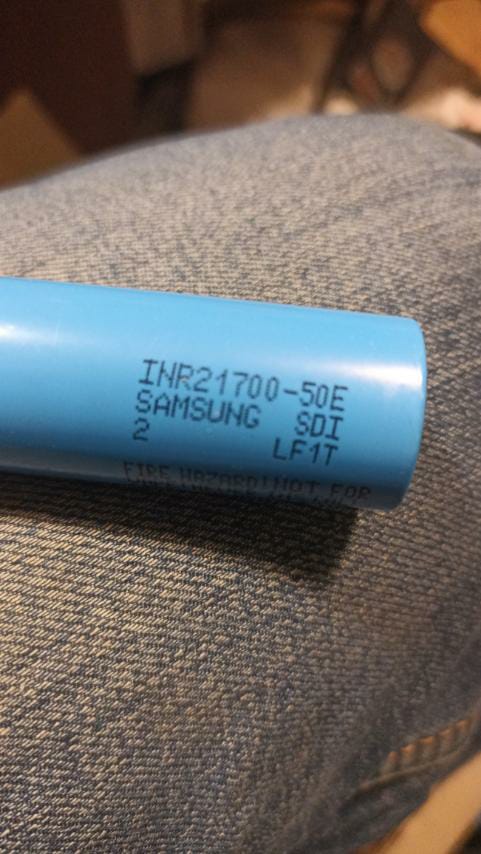 INR21700-50E
SAMSUNG SDI
2 LF1T
FIRE HAZARD!NOT FOR